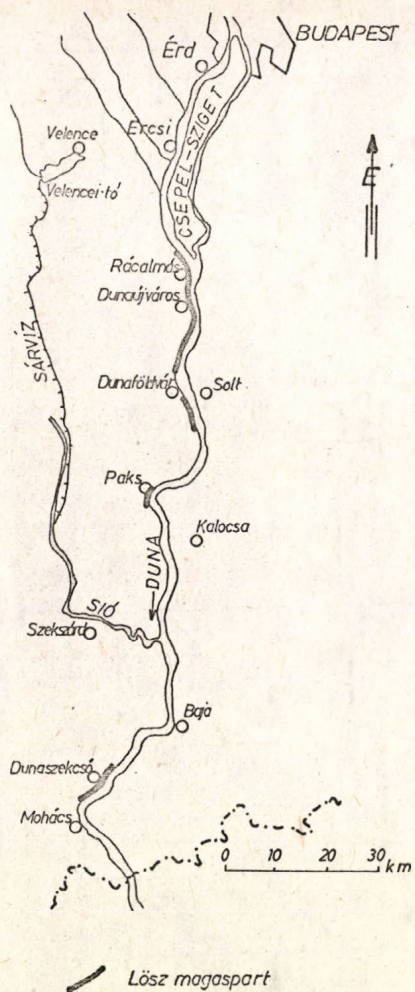 BUDAPEST
Érd
Ercsi
CSEPEL-SZIGET
Velence
Velencei-tó
É
Rácalmás
Dunaújváros
SÁRVÍZ
Dunaföldvár
Solt
Paks
Kalocsa
DUNA
SIÓ
Szekszárd
Baja
Dunaszekcső
Mohács
0 10 20 30
km
Lösz magaspart